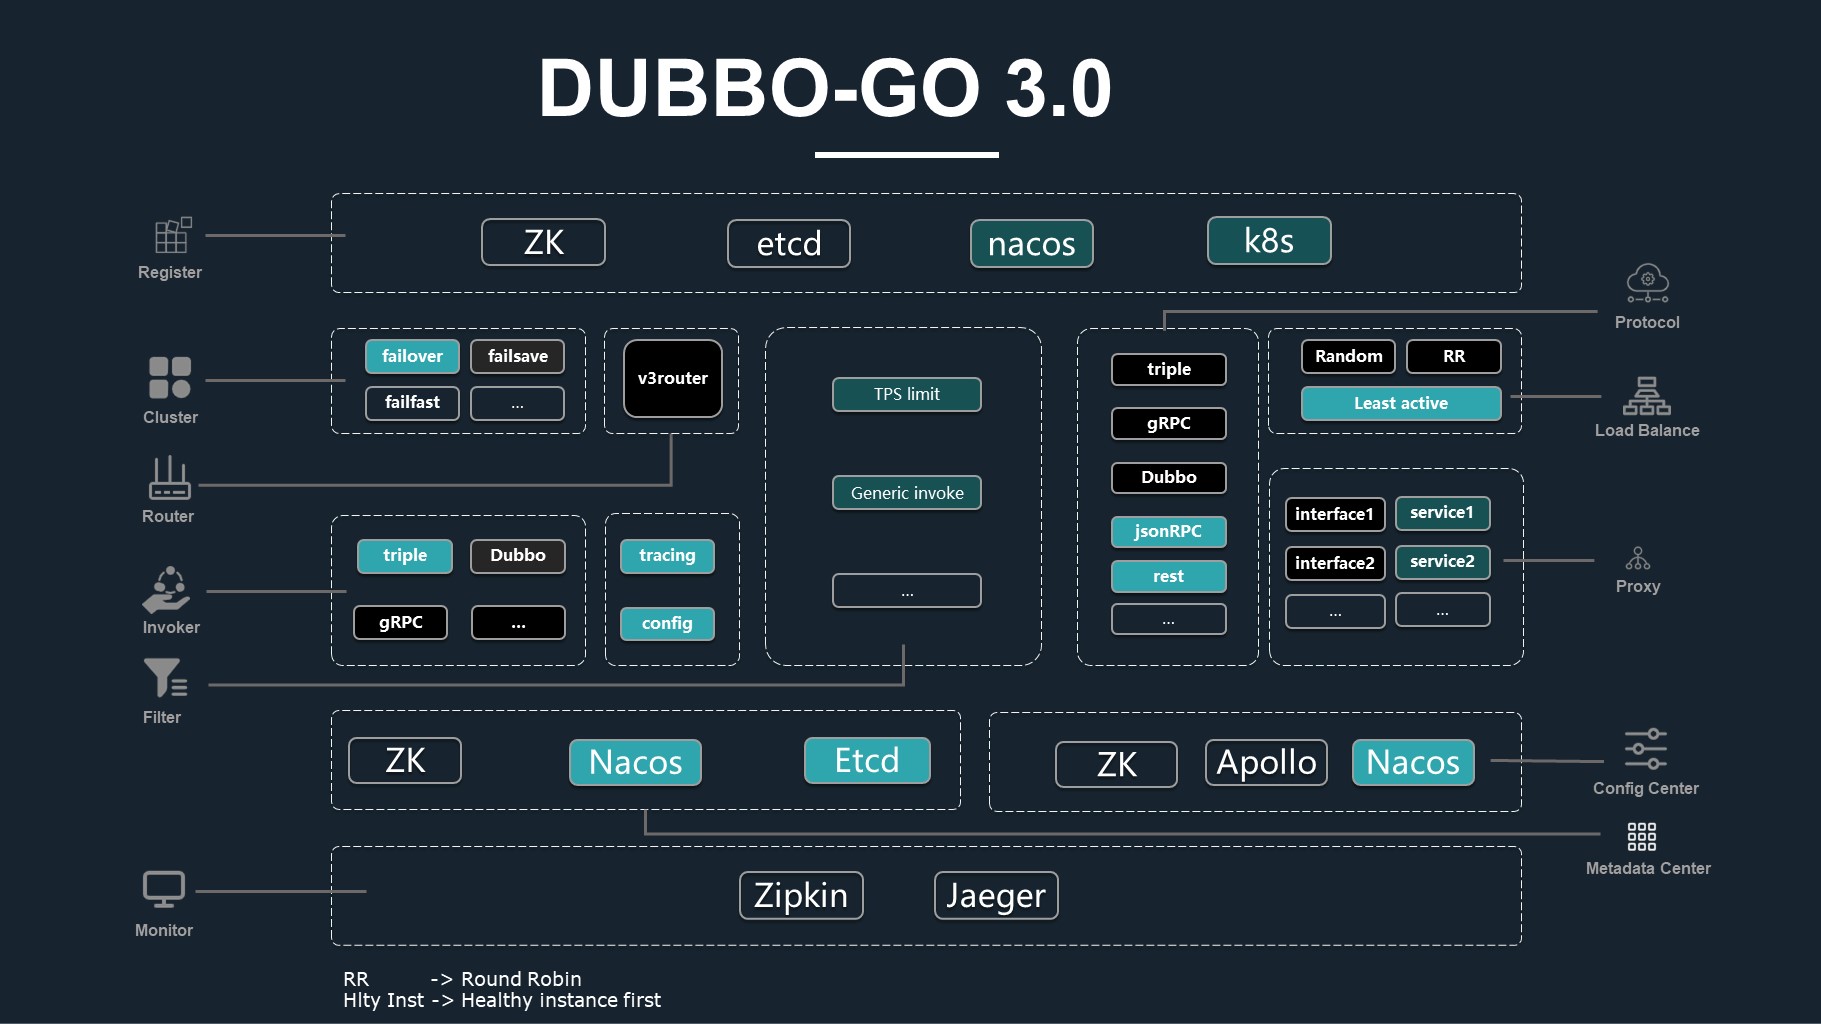 DUBBO-GO 3.0
Register
ZK
etcd
nacos
k8s
Protocol
Cluster
failover
failsave
failfast
...
v3router
Router
TPS limit
Generic invoke
...
triple
gRPC
Dubbo
jsonRPC
rest
...
Random
RR
Least active
Load Balance
Invoker
triple
Dubbo
gRPC
...
tracing
config
interface1
service1
interface2
service2
...
...
Proxy
Filter
ZK
Nacos
Etcd
ZK
Apollo
Nacos
Config Center
Metadata Center
Monitor
Zipkin
Jaeger
RR -> Round Robin
Hlty Inst -> Healthy instance first